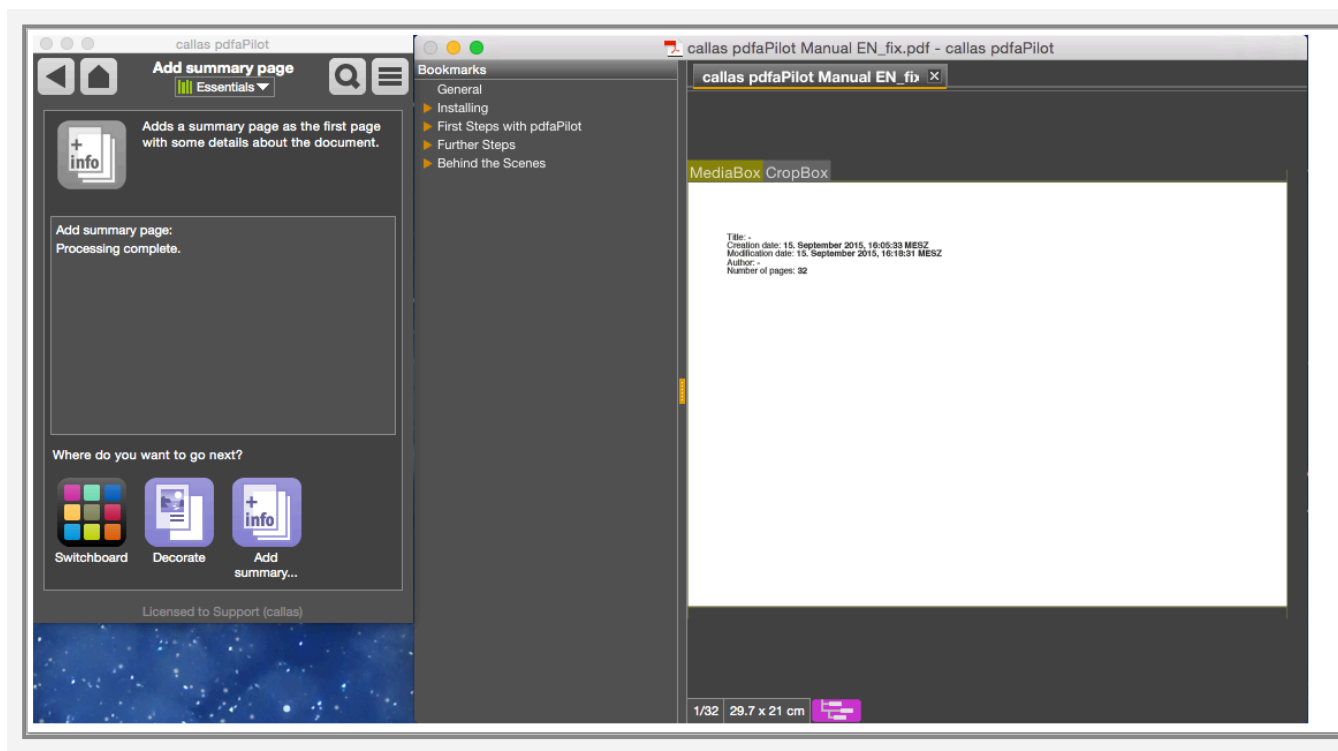 callas pdfaPilot
Add summary page
Essentials
+
info
Adds a summary page as the first page
with some details about the document.
Add summary page:
Processing complete.
Where do you want to go next?
+
info
Switchboard
Decorate
Add
summary...
Licensed to Support (callas)
callas pdfaPilot Manual EN_fix.pdf - callas pdfaPilot
Bookmarks
General
Installing
First Steps with pdfaPilot
Further Steps
Behind the Scenes
callas pdfaPilot Manual EN_fix
MediaBox CropBox
Title: -
Creation date: 15. September 2015, 16:05:33 MESZ
Modification date: 15. September 2015, 16:18:31 MESZ
Author: -
Number of pages: 32
1/32 29.7 x 21 cm